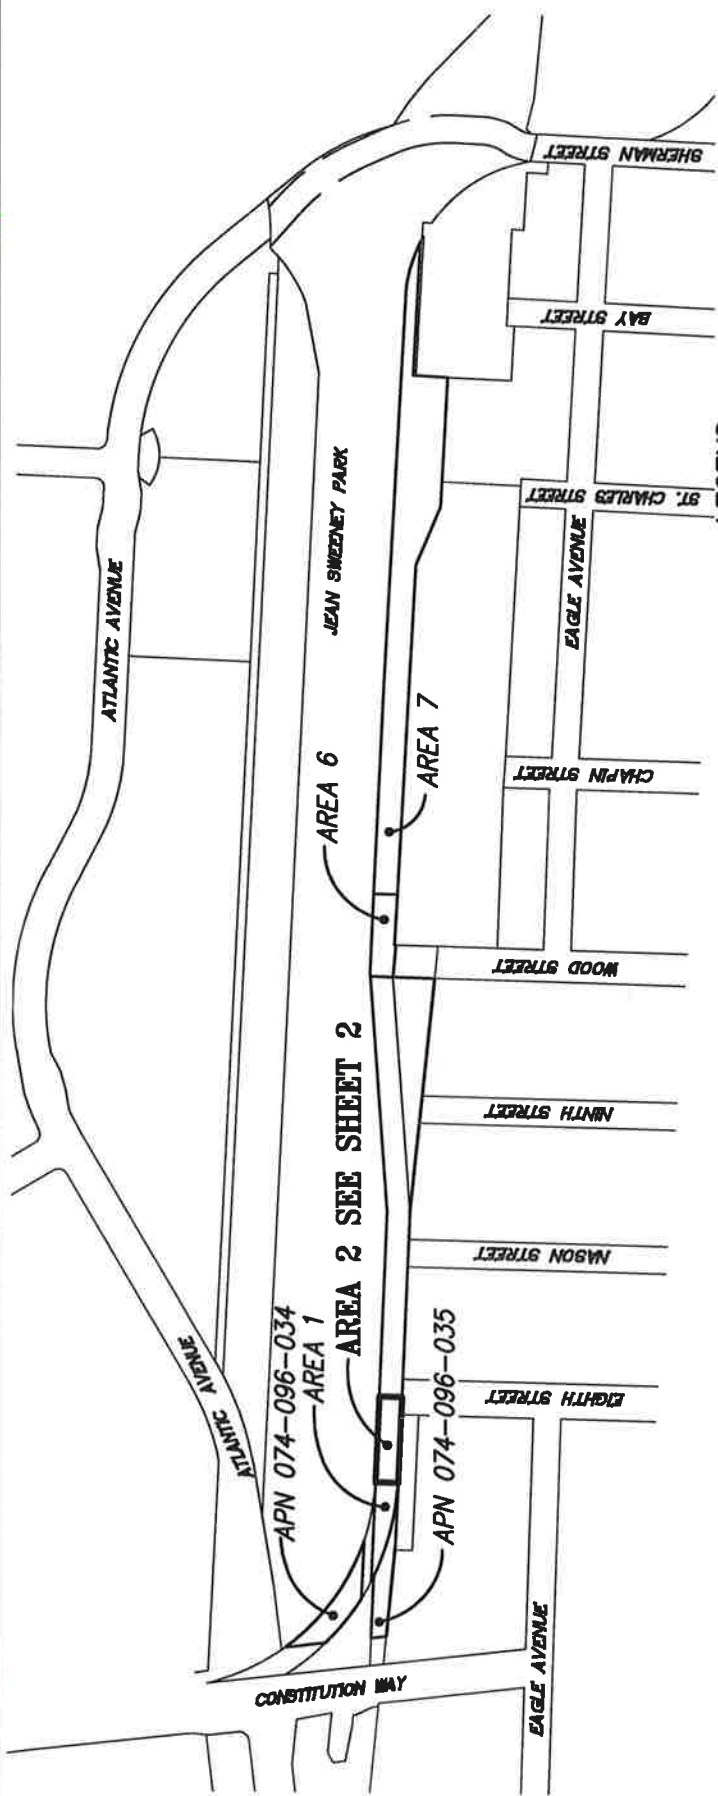 SHERMAN STREET
BAY STREET
ST. CHARLES STREET
EAGLE AVENUE
ATLANTIC AVENUE
JEAN SWEENEY PARK
AREA 6
AREA 7
CHAPIN STREET
WOOD STREET
NINTH STREET
NASON STREET
EIGHTH STREET
ATLANTIC AVENUE
APN 074-096-034
AREA 1
AREA 2 SEE SHEET 2
APN 074-096-035
CONSTITUTION WAY
EAGLE AVENUE